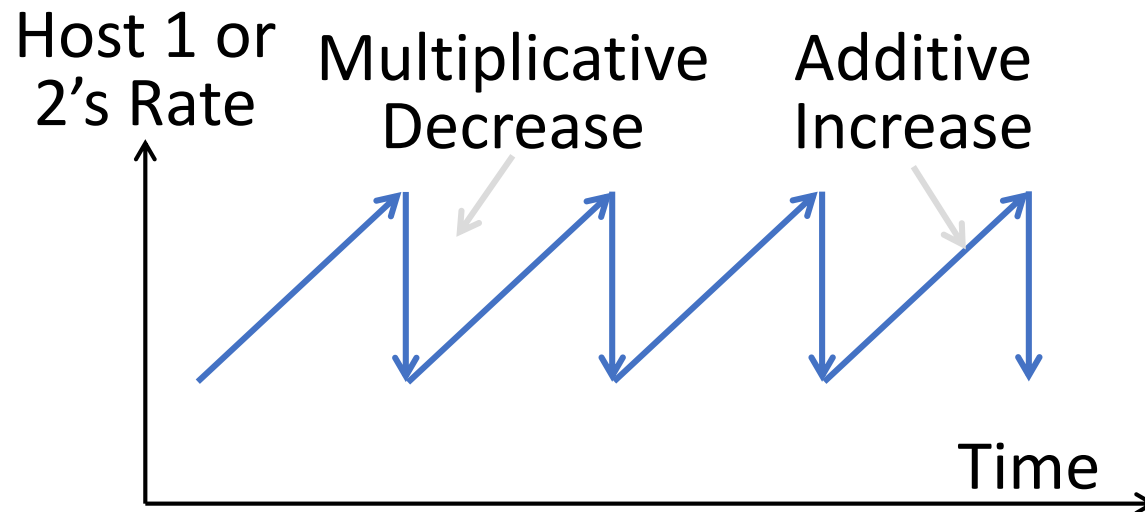 Host 1 or
2’s Rate
Multiplicative
Decrease
Additive
Increase
Time